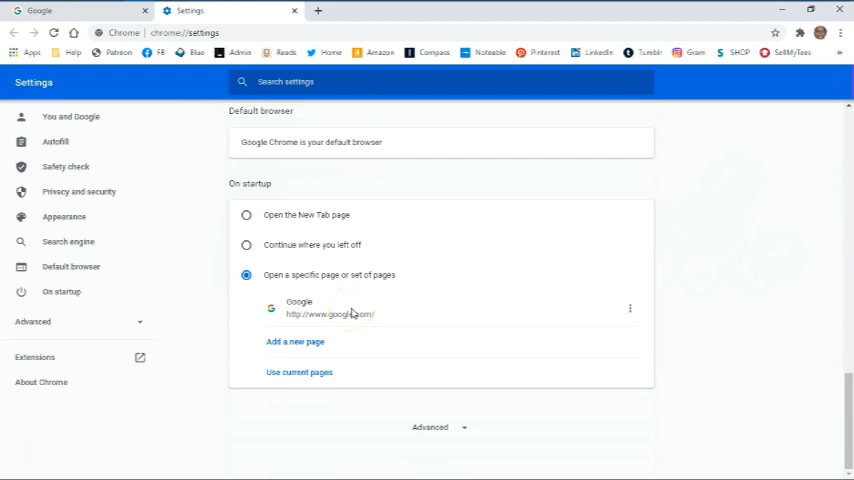 Google
Settings
Chrome | chrome://settings
Apps
Help
Patreon
FB
Blue
Admin
Reads
Home
Amazon
Compass
Noteable
Pinterest
LinkedIn
Tumblr
Gram
SHOP
SellMyTees
»
Settings
Search settings
You and Google
Autofill
Safety check
Privacy and security
Appearance
Search engine
Default browser
On startup
Advanced
Extensions
About Chrome
Default browser
Google Chrome is your default browser
On startup
Open the New Tab page
Continue where you left off
Open a specific page or set of pages
Google
http://www.google.com/
Add a new page
Use current pages
Advanced